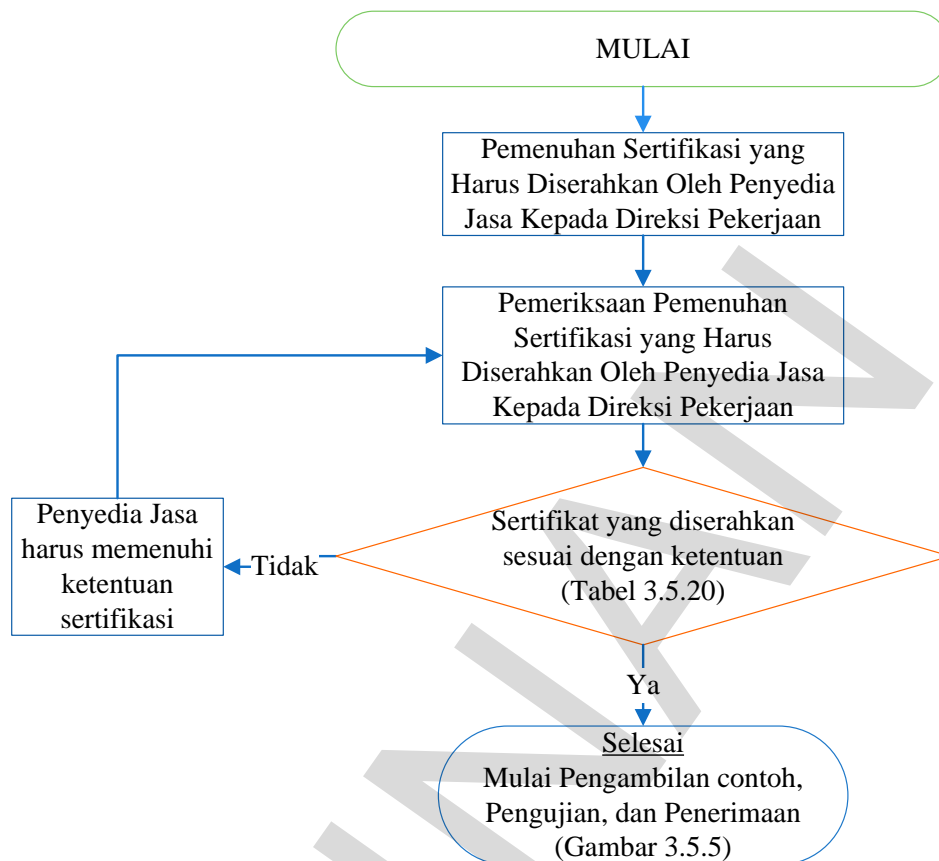 MULAI
Pemenuhan Sertifikasi yang
Harus Diserahkan Oleh Penyedia
Jasa Kepada Direksi Pekerjaan
Pemeriksaan Pemenuhan
Sertifikasi yang Harus
Diserahkan Oleh Penyedia Jasa
Kepada Direksi Pekerjaan
Sertifikat yang diserahkan
sesuai dengan ketentuan
(Tabel 3.5.20)
Tidak
Penyedia Jasa
harus memenuhi
ketentuan
sertifikasi
Ya
Selesai
Mulai Pengambilan contoh,
Pengujian, dan Penerimaan
(Gambar 3.5.5)